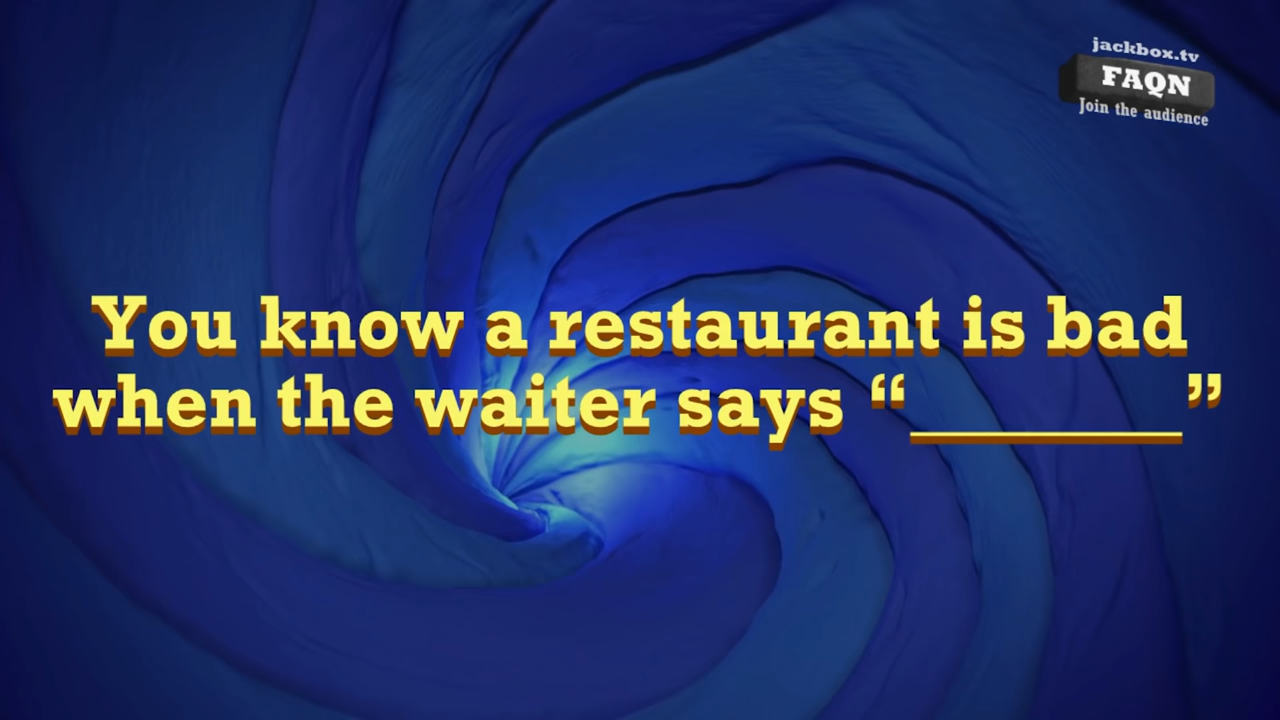 jackbox.tv
FAQN
Join the audience
You know a restaurant is bad
when the waiter says “________”